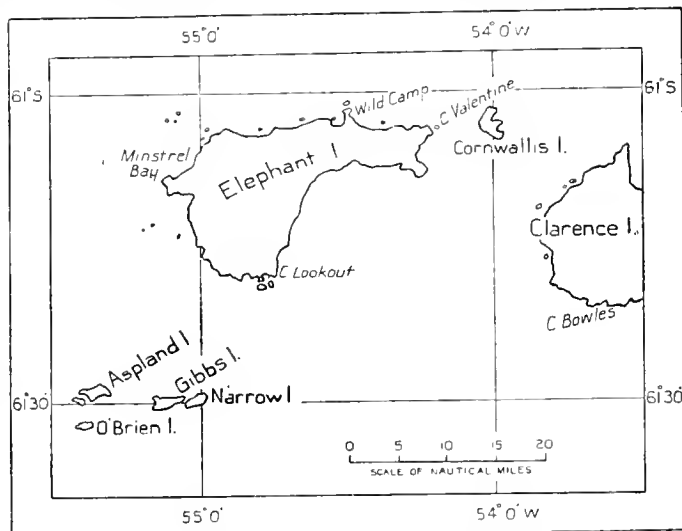 55°0'
54°0'W
61°S
61°S
Wild Camp
C Valentine
Minstrel
Bay
Elephant I
Cornwallis I.
Clarence I.
C Lookout
C Bowles
Aspland I
Gibbs I.
Narrow I
61°30
61°30
O'Brien I.
0 5 10 15 20
SCALE OF NAUTICAL MILES
55°0'
54°0'W